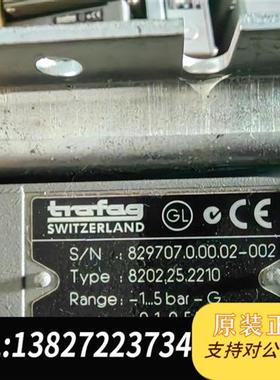 trafag
SWITZERLAND
GL
CE
S/N : 829707.0.00.02-002
Type : 8202.25.2210
Range: -1...5 bar - G
原装正
支持对公
:13827223734